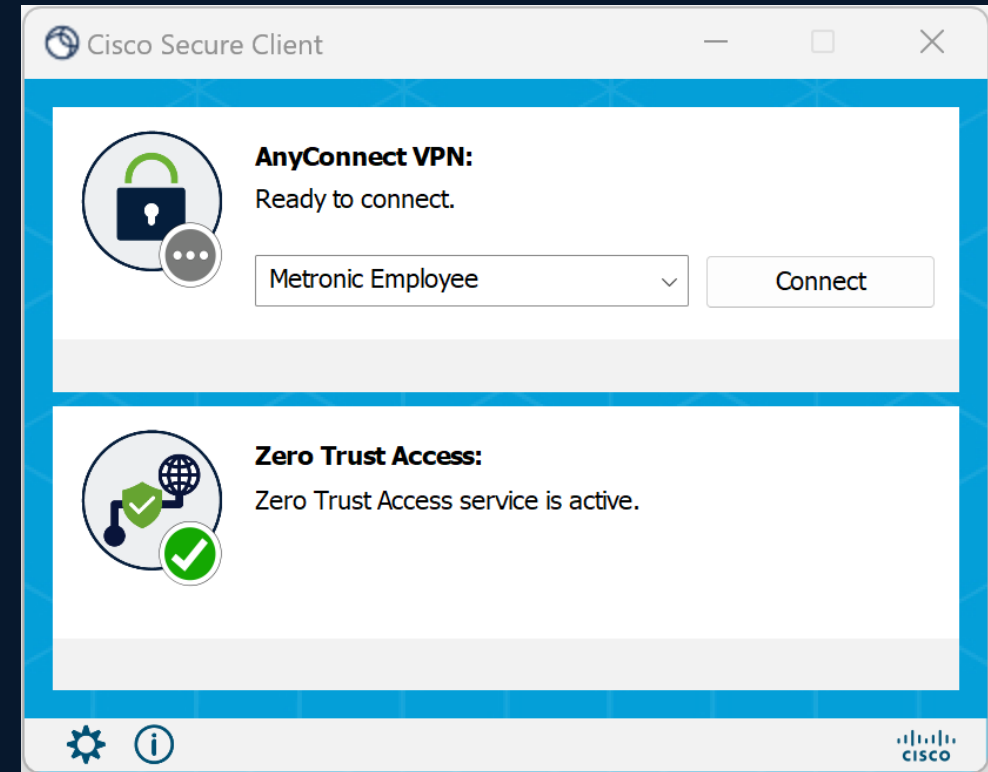 Cisco Secure Client
AnyConnect VPN:
Ready to connect.
Metronic Employee
Connect
Zero Trust Access:
Zero Trust Access service is active.
CISCO